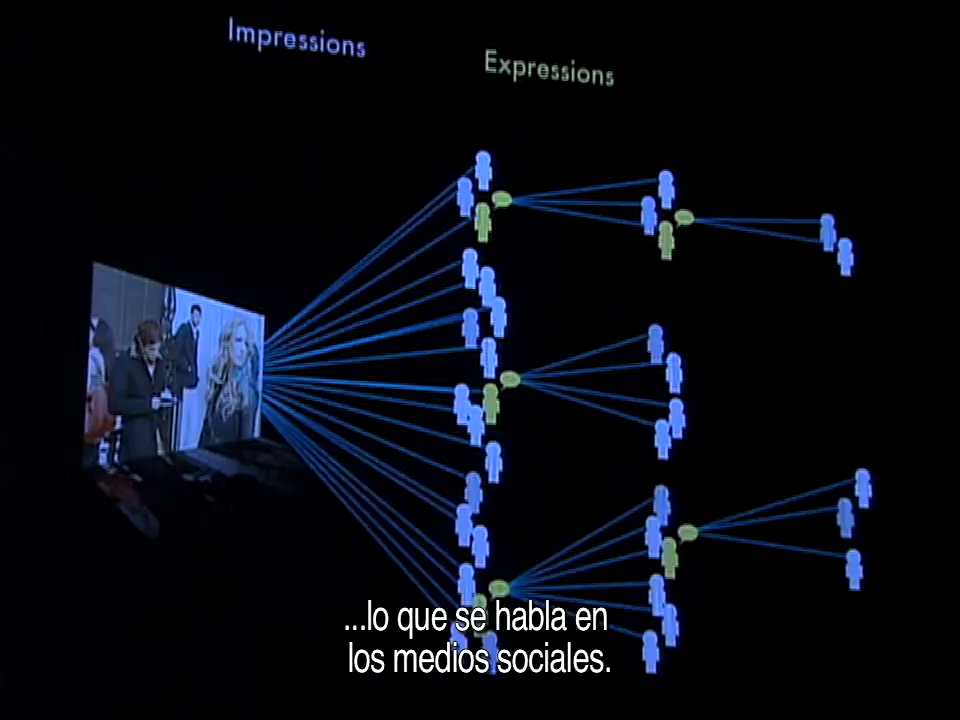 Impressions
Expressions
...lo que se habla en
los medios sociales.